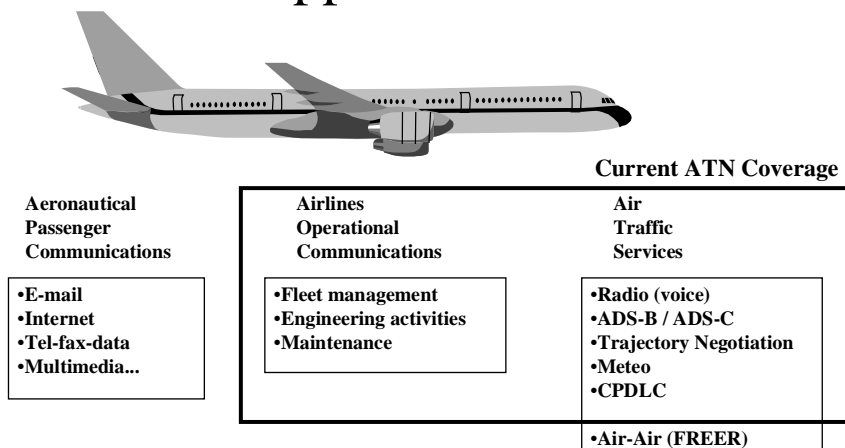 Current ATN Coverage
Aeronautical
Passenger
Communications
•E-mail
•Internet
•Tel-fax-data
•Multimedia...
Airlines
Operational
Communications
•Fleet management
•Engineering activities
•Maintenance
Air
Traffic
Services
•Radio (voice)
•ADS-B / ADS-C
•Trajectory Negotiation
•Meteo
•CPDLC
•Air-Air (FREER)